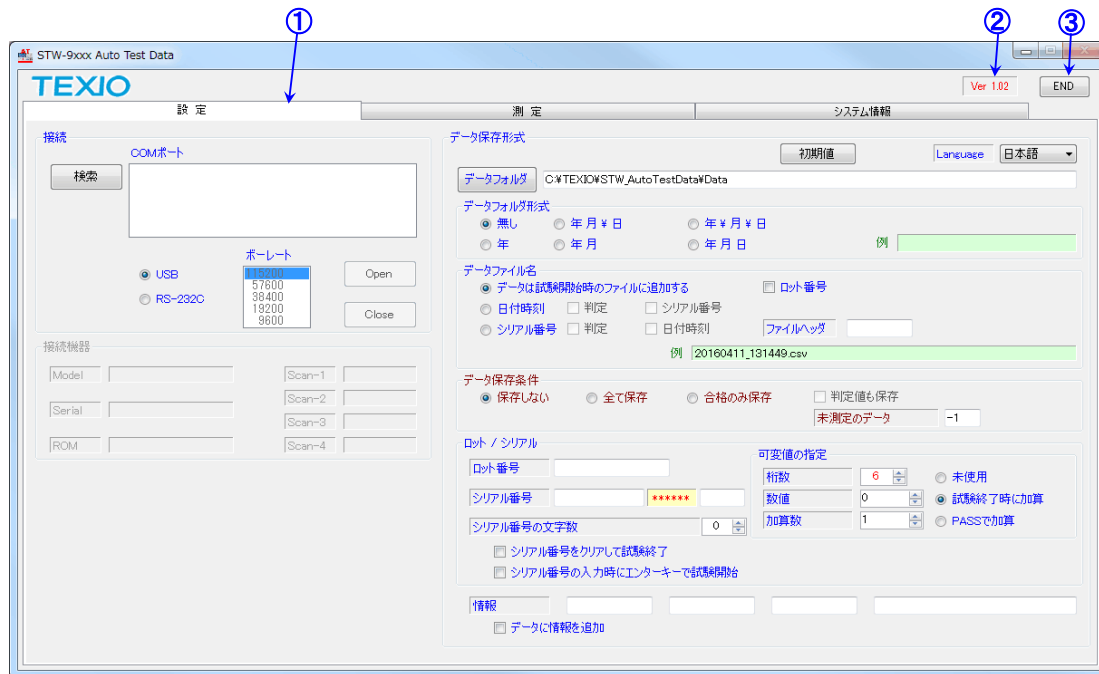 ① ② ③
STW-9xxx Auto Test Data
TEXIO
Ver 1.02 END
設 定 測 定 システム情報
接続
COMポート
検索
ボーレート
USB
RS-232C
115200
57600
38400
19200
9600
Open
Close
接続機器
Model Scan-1
Scan-2
Serial
Scan-3
ROM Scan-4
データ保存形式
初期値 Language 日本語
データフォルダ C:¥TEXIO¥STW_AutoTestData¥Data
データフォルダ形式
無し 年月¥日 年¥月¥日
年 年月 年月日 例
データファイル名
データは試験開始時のファイルに追加する ロット番号
日付時刻 判定 シリアル番号
シリアル番号 判定 日付時刻 ファイルヘッダ
例 20160411_131449.csv
データ保存条件
保存しない 全て保存 合格のみ保存 判定値も保存
未測定のデータ -1
ロット / シリアル
ロット番号
シリアル番号 ******
シリアル番号の文字数 0
シリアル番号をクリアして試験終了
シリアル番号の入力時にエンターキーで試験開始
可変値の指定
桁数 6 未使用
数値 0 試験終了時に加算
加算数 1 PASSで加算
情報
データに情報を追加